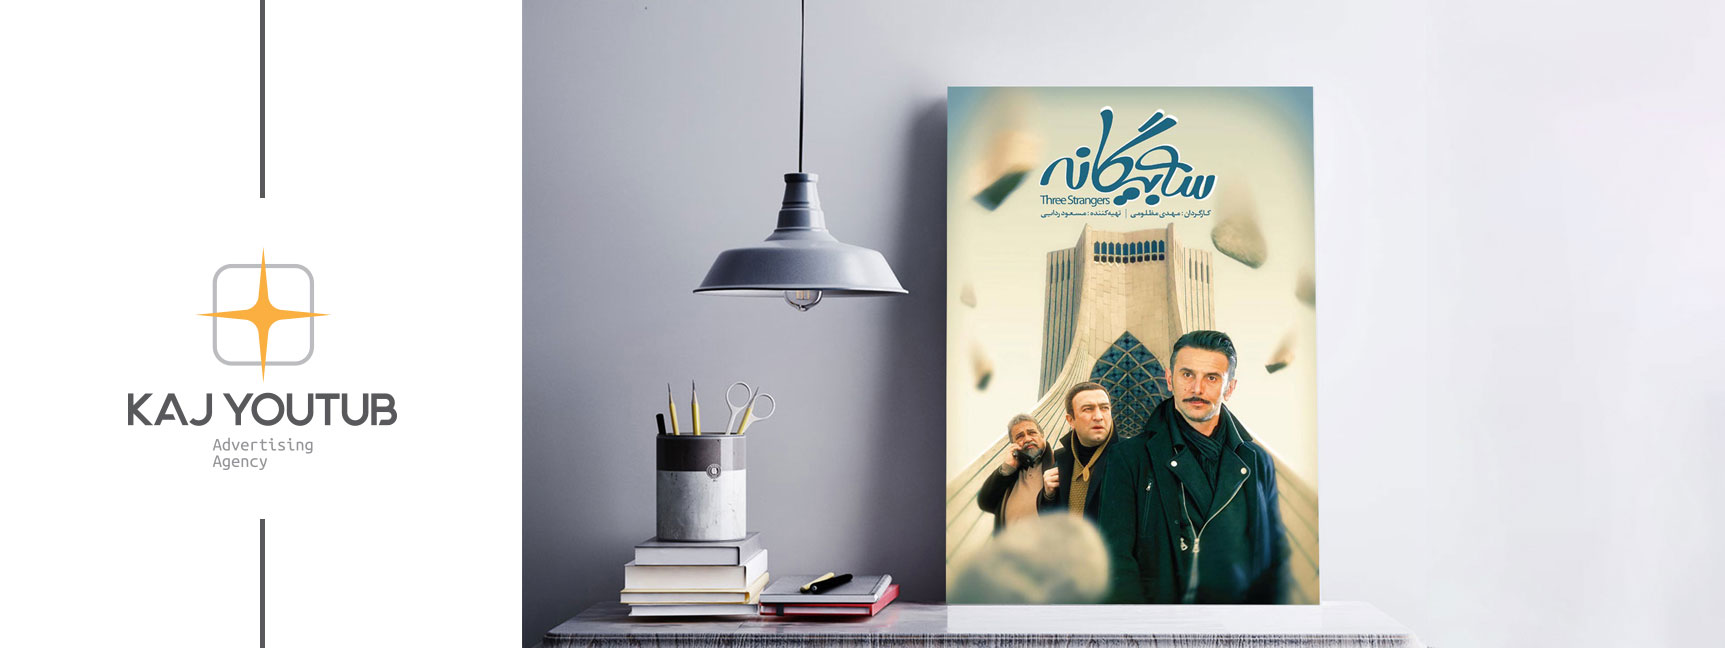 KAJ YOUTUB
Advertising
Agency
سه بیگانه
Three Strangers
کارگردان : مهدی مظلومی | تهیه‌کننده : مسعود ردایی